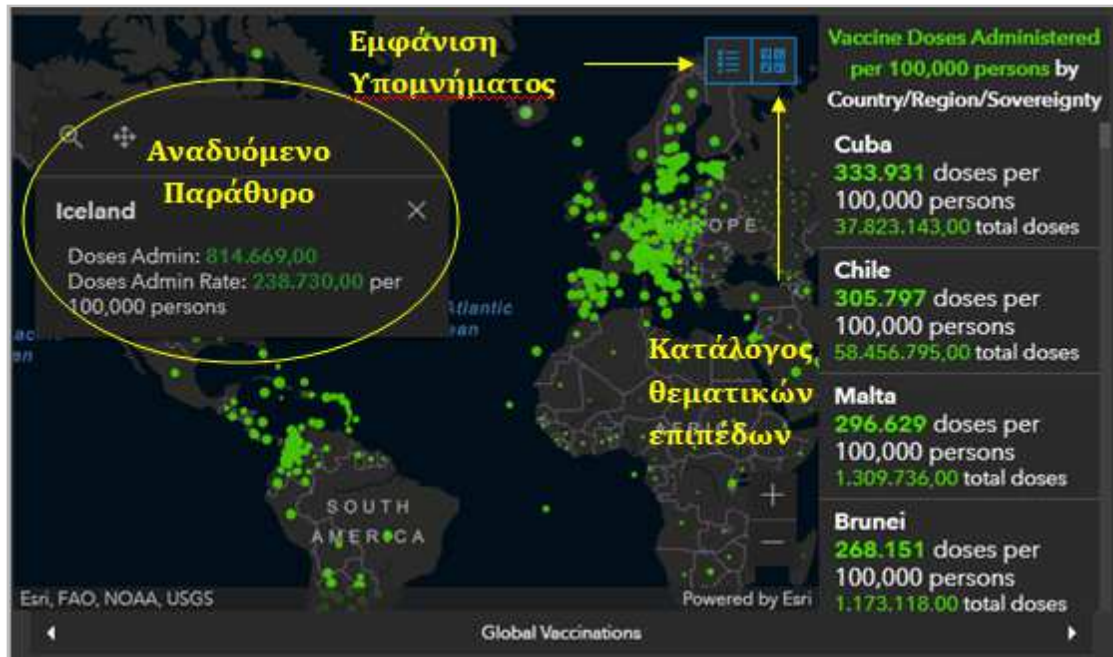 Εμφάνιση
Υπομνήματος
Αναδυόμενο
Παράθυρο
Iceland
Doses Admin: 814.669,00
Doses Admin Rate: 238.730,00 per
100,000 persons
Atlantic
Κατάλογος
θεματικών
επιπέδων
SOUTH
AMERICA
Esri, FAO, NOAA, USGS
Powered by Esri
Vaccine Doses Administered
per 100,000 persons by
Country/Region/Sovereignty
Cuba
333.931 doses per
100,000 persons
37.823.143,00 total doses
Chile
305.797 doses per
100,000 persons
58.456.795,00 total doses
Malta
296.629 doses per
100,000 persons
1.309.736,00 total doses
Brunei
268.151 doses per
100,000 persons
1.173.118,00 total doses
Global Vaccinations